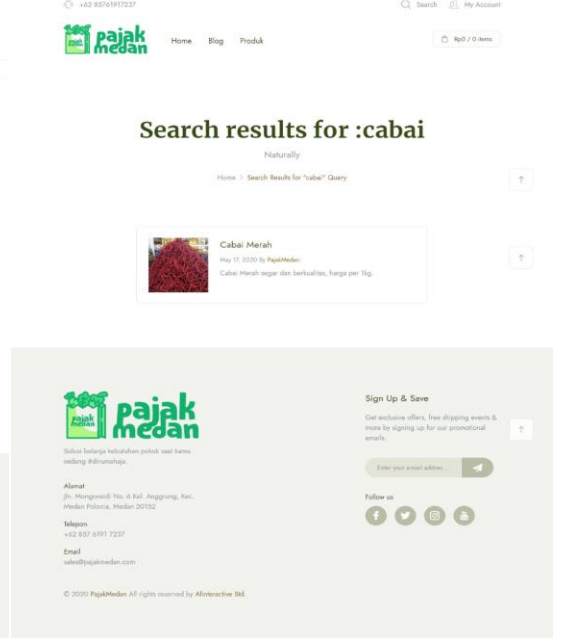 +62 83761917237
Search My Account
pajak
medan
Home Blog Produk
Rp0 / 0 items
Search results for :cabai
Naturally
Home > Search Results for "cabai" Query
Cabai Merah
May 17, 2020 By PajakMedan
Cabai Merah segar dan berkualitas, harga per 1kg.
pajak
pajak
medan
Solusi belanja kebutuhan pokok saat kamu
sedang #dirumahaja.
Alamat
Jln. Mongonsidi No. 6 Kel. Anggrung, Kec.
Medan Polonia, Medan 20152
Telepon
+62 837 6191 7237
Email
sales@pajakmedan.com
© 2020 PajakMedan All rights reserved by Alinteractive Std.
Sign Up & Save
Get exclusive offers, free shipping events &
more by signing up for our promotional
emails.
Enter your email addres...
Follow us